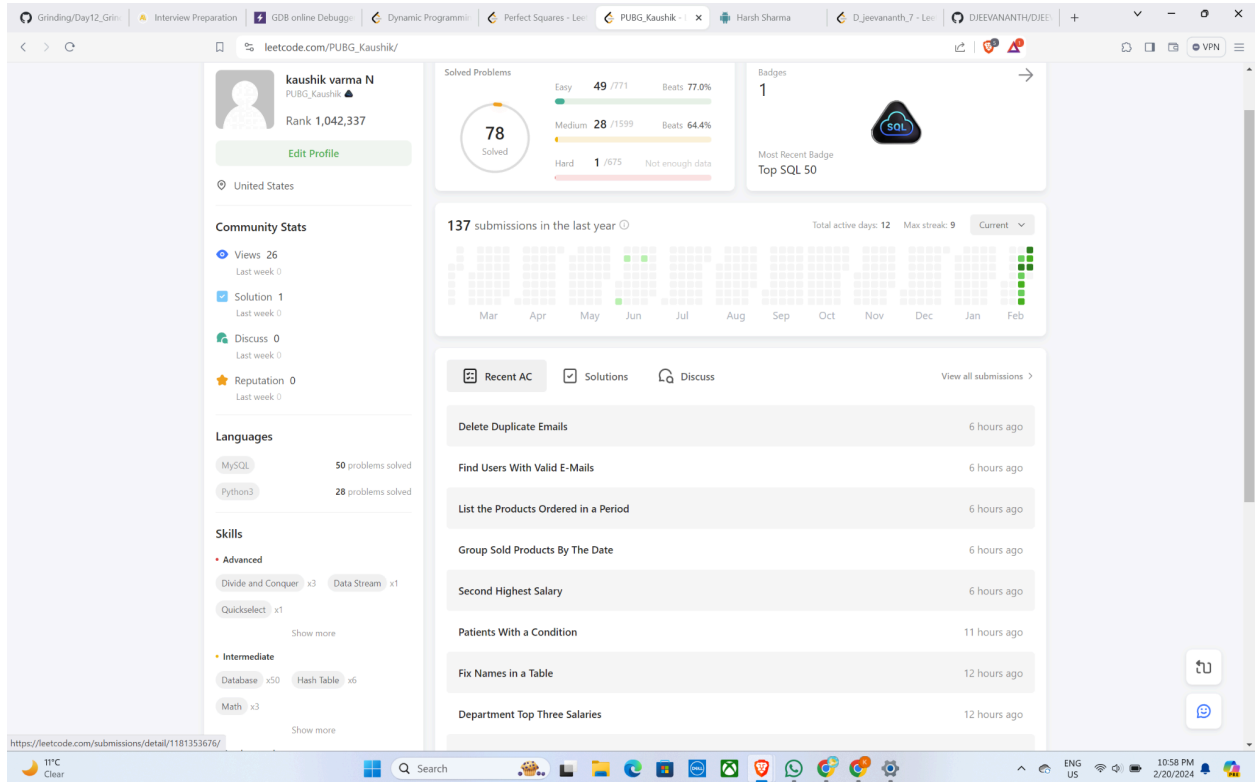 Grinding/Day12_Grin
Interview Preparation
GDB online Debugger
Dynamic Programmin
Perfect Squares - Lee
PUBG_Kaushik -
Harsh Sharma
D_jeevananth_7 - Lee
DJEEVANANTH/DJEE
leetcode.com/PUBG_Kaushik/
VPN
kaushik varma N
PUBG_Kaushik
Rank 1,042,337
Edit Profile
United States
Community Stats
Views 26
Last week 0
Solution 1
Last week 0
Discuss 0
Last week 0
Reputation 0
Last week 0
Languages
MySQL 50 problems solved
Python3 28 problems solved
Skills
Advanced
Divide and Conquer x3 Data Stream x1
Quickselect x1
Show more
Intermediate
Database x50 Hash Table x6
Math x3
Show more
Solved Problems
78
Solved
Easy 49 /771 Beats 77.0%
Medium 28 /1599 Beats 64.4%
Hard 1 /675 Not enough data
Badges
1
SQL
Most Recent Badge
Top SQL 50
137 submissions in the last year
Total active days: 12 Max streak: 9 Current
Mar Apr May Jun Jul Aug Sep Oct Nov Dec Jan Feb
Recent AC Solutions Discuss View all submissions
Delete Duplicate Emails 6 hours ago
Find Users With Valid E-Mails 6 hours ago
List the Products Ordered in a Period 6 hours ago
Group Sold Products By The Date 6 hours ago
Second Highest Salary 6 hours ago
Patients With a Condition 11 hours ago
Fix Names in a Table 12 hours ago
Department Top Three Salaries 12 hours ago
https://leetcode.com/submissions/detail/1181353676/
11°C
Clear
Search
ENG
US
10:58 PM
2/20/2024